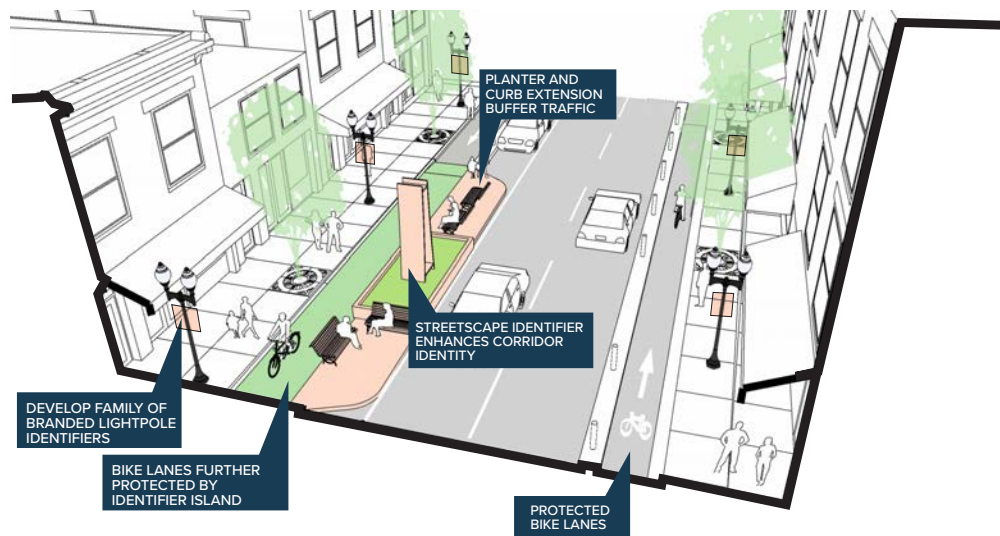 PLANTER AND
CURB EXTENSION
BUFFER TRAFFIC
STREETSCAPE IDENTIFIER
ENHANCES CORRIDOR
IDENTITY
DEVELOP FAMILY OF
BRANDED LIGHTPOLE
IDENTIFIERS
BIKE LANES FURTHER
PROTECTED BY
IDENTIFIER ISLAND
PROTECTED
BIKE LANES